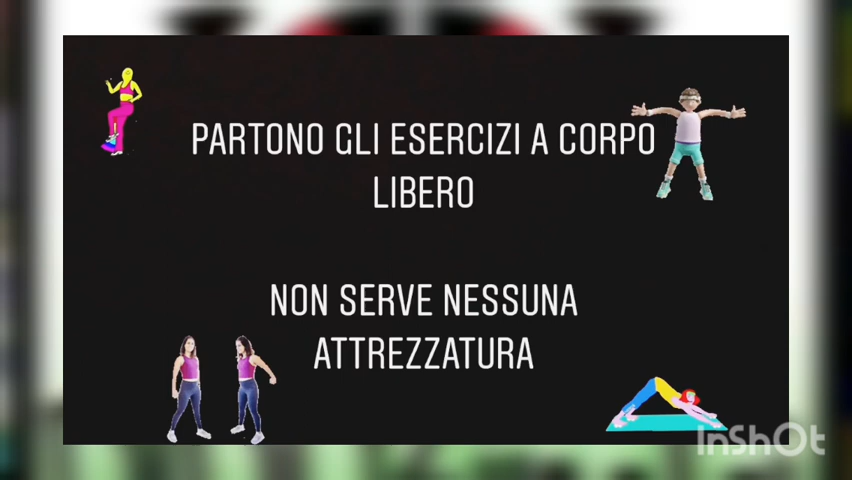 PARTONO GLI ESERCIZI A CORPO
LIBERO
NON SERVE NESSUNA
ATTREZZATURA
InShOt